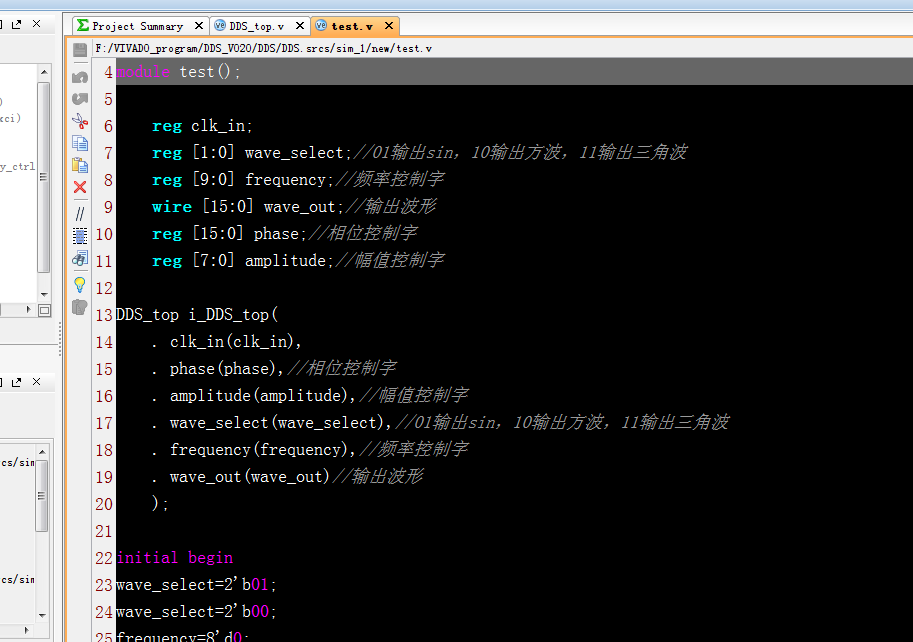 Project Summary
DDS_top.v
test.v
F:/VIVADO_program/DDS_V020/DDS/DDS.srcs/sim_1/new/test.v
4 module test();
5
6 reg clk_in;
7 reg [1:0] wave_select;//01输出sin，10输出方波，11输出三角波
8 reg [9:0] frequency;//频率控制字
9 wire [15:0] wave_out;//输出波形
10 reg [15:0] phase;//相位控制字
11 reg [7:0] amplitude;//幅值控制字
12
13 DDS_top i_DDS_top(
14 . clk_in(clk_in),
15 . phase(phase),//相位控制字
16 . amplitude(amplitude),//幅值控制字
17 . wave_select(wave_select),//01输出sin，10输出方波，11输出三角波
18 . frequency(frequency),//频率控制字
19 . wave_out(wave_out)//输出波形
20 );
21
22 initial begin
23 wave_select=2'b01;
24 wave_select=2'b00;
25 frequency=8'd0;
)
xci)
y_ctrl
cs/sim
cs/sim